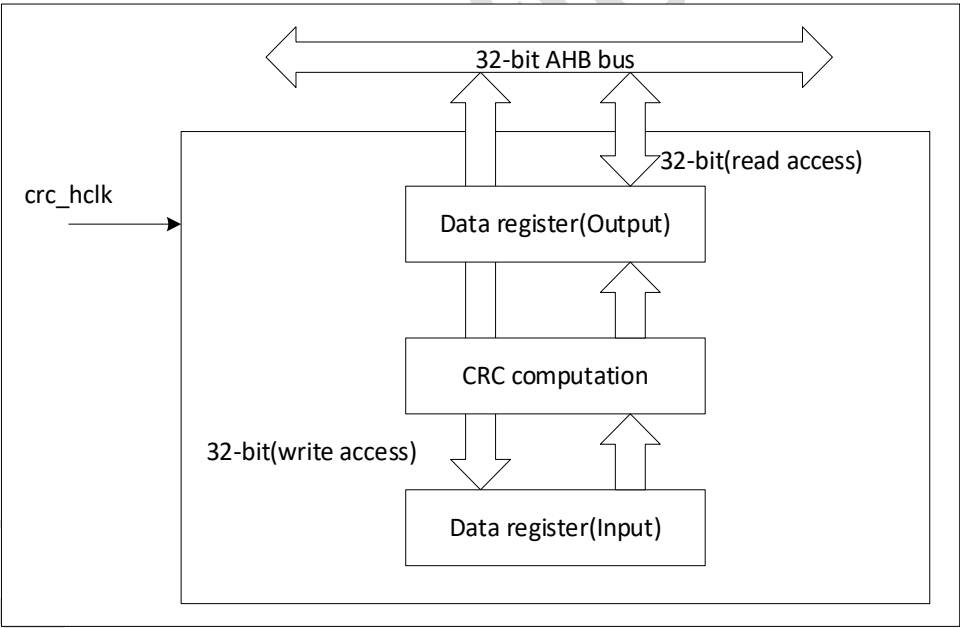 32-bit AHB bus
32-bit(read access)
crc_hclk
Data register(Output)
CRC computation
32-bit(write access)
Data register(Input)